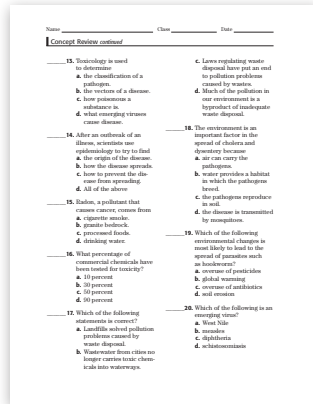 Name Class Date
Concept Review continued
13. Toxicology is used
to determine
a. the classification of a
pathogen.
b. the vectors of a disease.
c. how poisonous a
substance is.
d. what emerging viruses
cause disease.
14. After an outbreak of an
illness, scientists use
epidemiology to try to find
a. the origin of the disease.
b. how the disease spreads.
c. how to prevent the dis-
ease from spreading.
d. All of the above
15. Radon, a pollutant that
causes cancer, comes from
a. cigarette smoke.
b. granite bedrock.
c. processed foods.
d. drinking water.
16. What percentage of
commercial chemicals have
been tested for toxicity?
a. 10 percent
b. 30 percent
c. 50 percent
d. 90 percent
17. Which of the following
statements is correct?
a. Landfills solved pollution
problems caused by
waste disposal.
b. Wastewater from cities no
longer carries toxic chem-
icals into waterways.
c. Laws regulating waste
disposal have put an end
to pollution problems
caused by wastes.
d. Much of the pollution in
our environment is a
byproduct of inadequate
waste disposal.
18. The environment is an
important factor in the
spread of cholera and
dysentery because
a. air can carry the
pathogens.
b. water provides a habitat
in which the pathogens
breed.
c. the pathogens reproduce
in soil.
d. the disease is transmitted
by mosquitoes.
19. Which of the following
environmental changes is
most likely to lead to the
spread of parasites such
as hookworm?
a. overuse of pesticides
b. global warming
c. overuse of antibiotics
d. soil erosion
20. Which of the following is an
emerging virus?
a. West Nile
b. measles
c. diphtheria
d. schistosomiasis